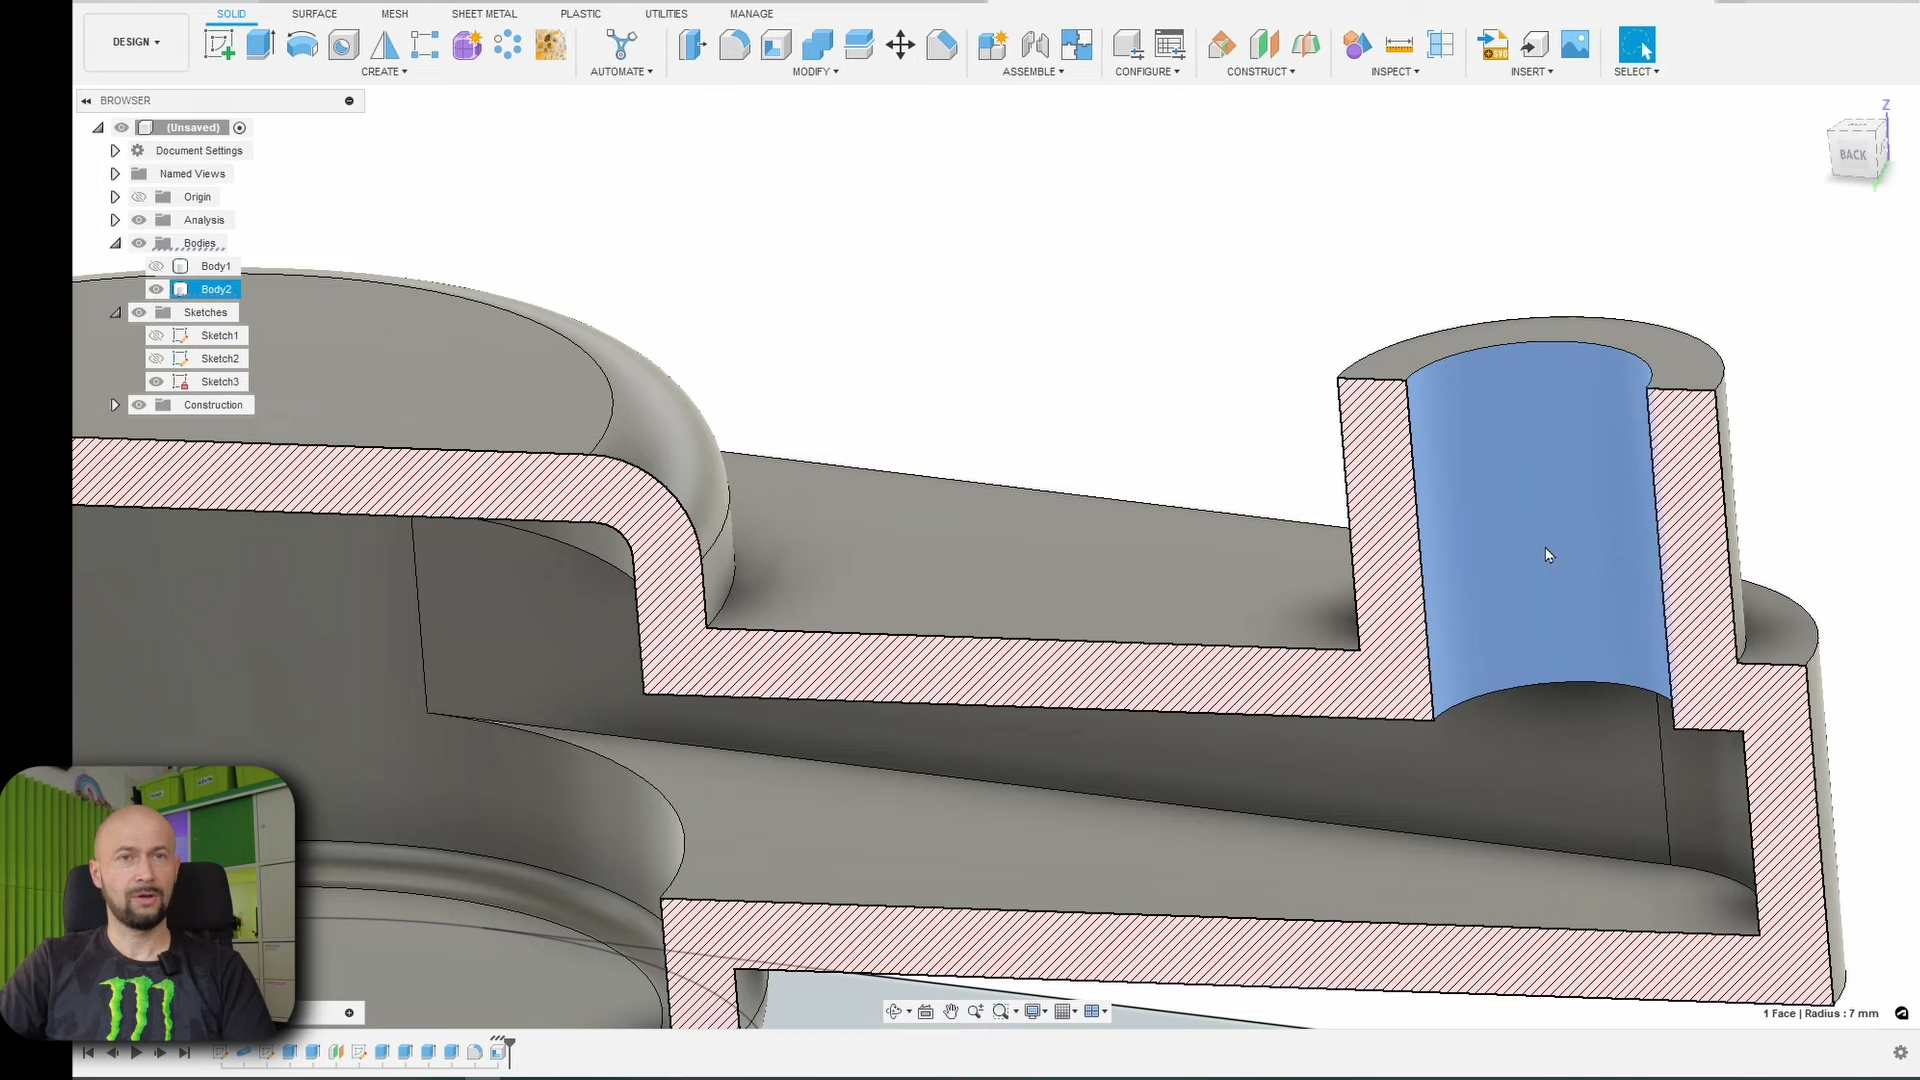 SOLID SURFACE MESH SHEET METAL PLASTIC UTILITIES MANAGE
DESIGN
CREATE AUTOMATE MODIFY ASSEMBLE CONFIGURE CONSTRUCT INSPECT INSERT SELECT
BROWSER
(Unsaved)
Document Settings
Named Views
Origin
Analysis
Bodies
Body1
Body2
Sketches
Sketch1
Sketch2
Sketch3
Construction
Z
BACK
1 Face | Radius : 7 mm